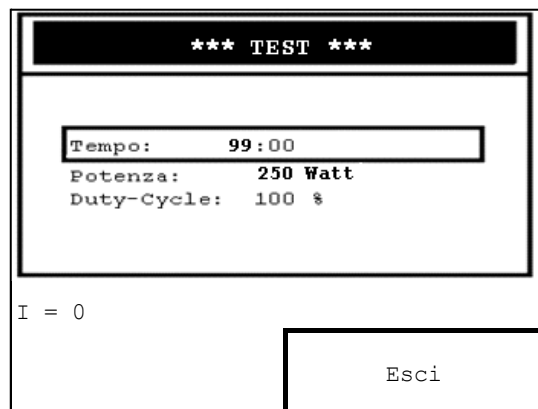 *** TEST ***
Tempo: 99:00
Potenza: 250 Watt
Duty-Cycle: 100 %
I = 0
Esci